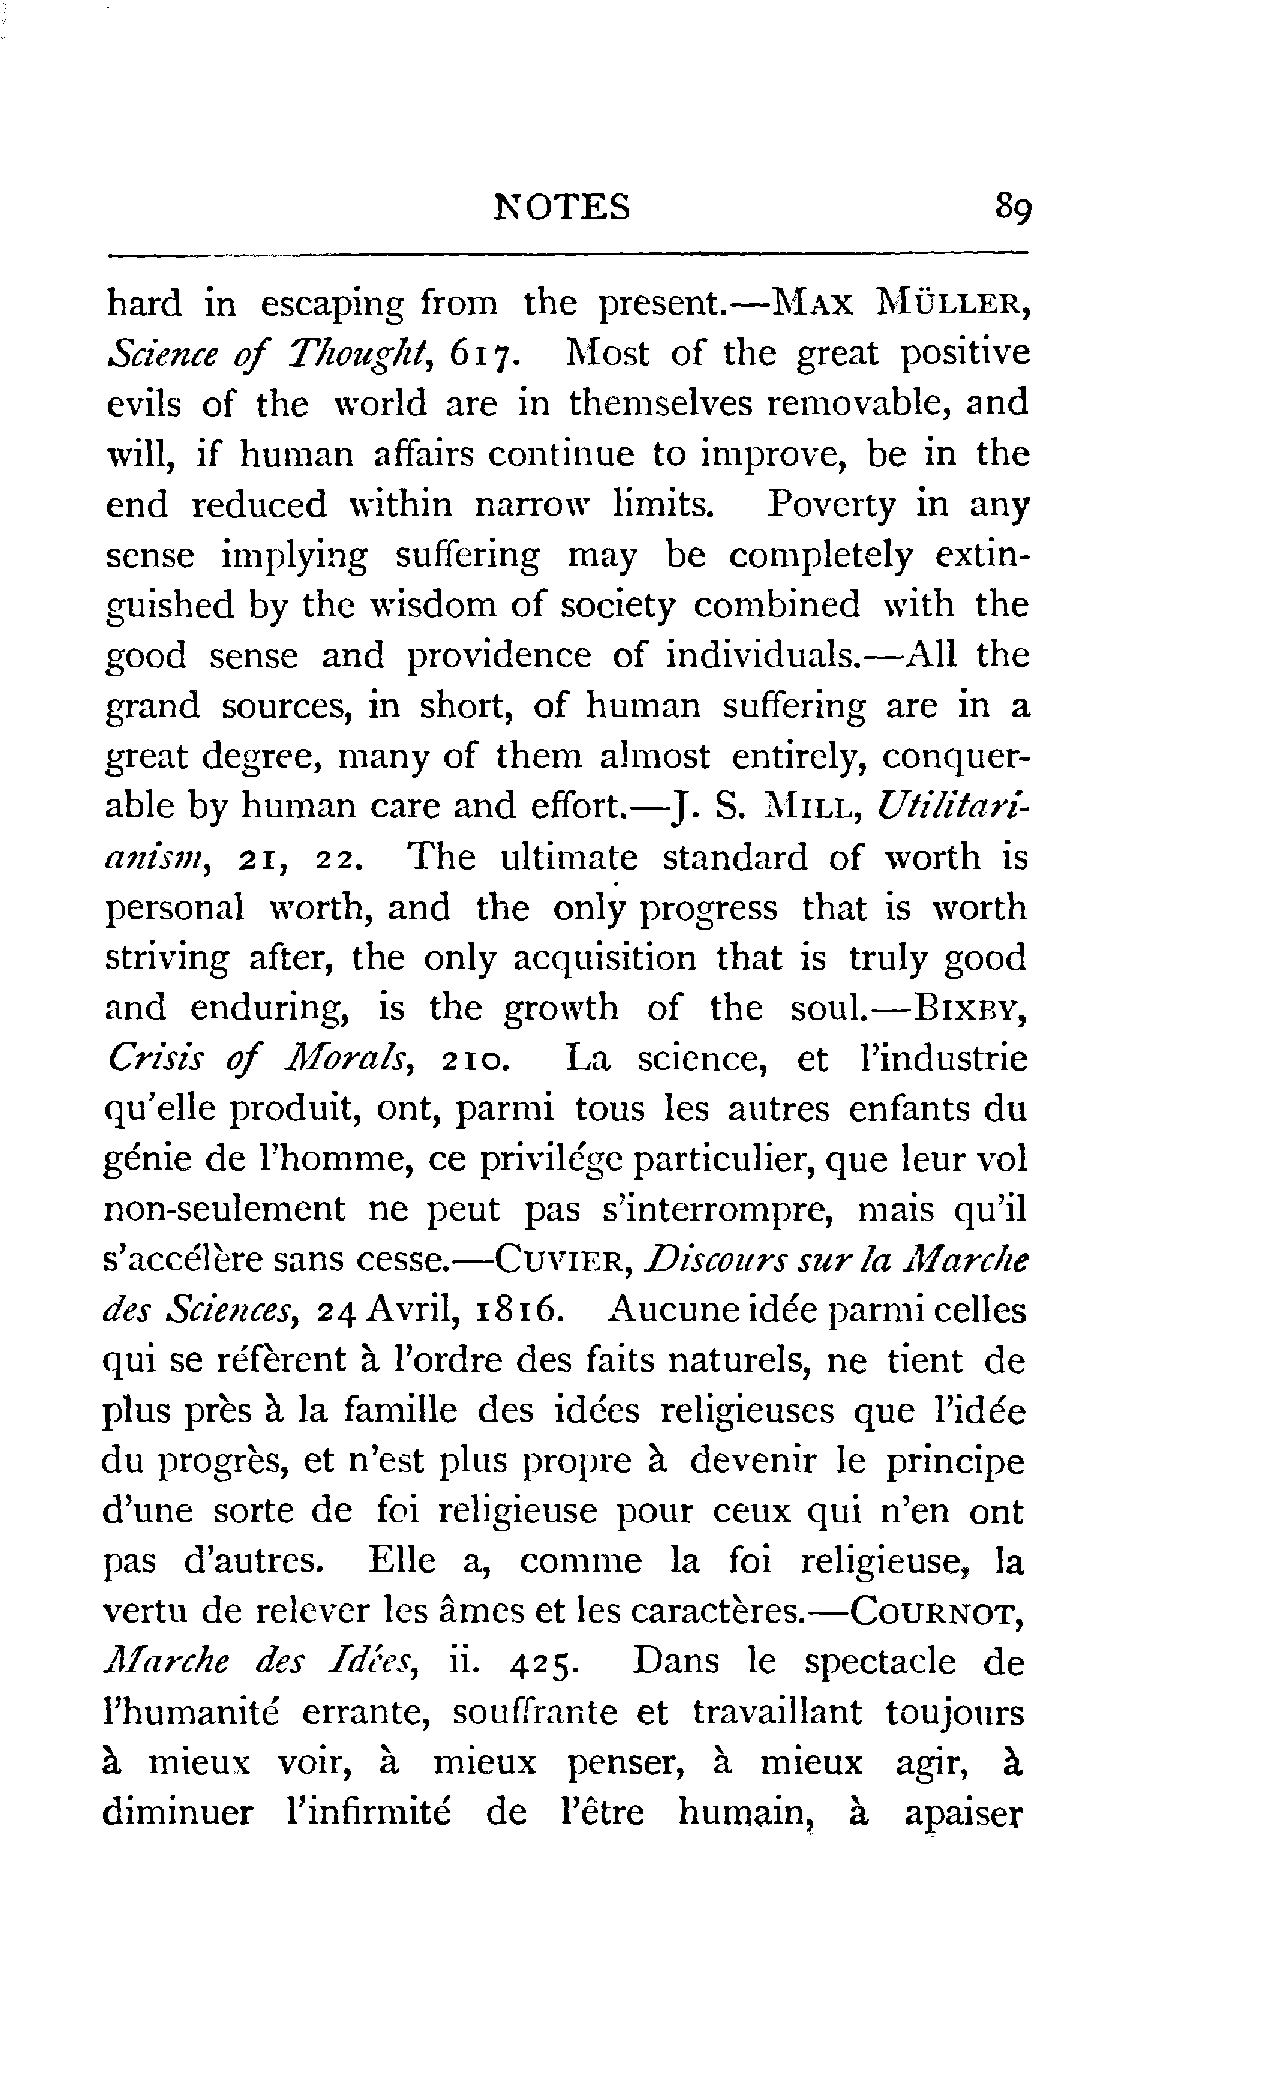 NOTES 89
hard in escaping from the present.—MAX MÜLLER,
Science of Thought, 617. Most of the great positive
evils of the world are in themselves removable, and
will, if human affairs continue to improve, be in the
end reduced within narrow limits. Poverty in any
sense implying suffering may be completely extin-
guished by the wisdom of society combined with the
good sense and providence of individuals.—All the
grand sources, in short, of human suffering are in a
great degree, many of them almost entirely, conquer-
able by human care and effort.—J. S. MILL, Utilitari-
anism, 21, 22. The ultimate standard of worth is
personal worth, and the only progress that is worth
striving after, the only acquisition that is truly good
and enduring, is the growth of the soul.—BIXBY,
Crisis of Morals, 210. La science, et l'industrie
qu'elle produit, ont, parmi tous les autres enfants du
génie de l'homme, ce privilége particulier, que leur vol
non-seulement ne peut pas s'interrompre, mais qu'il
s'accélère sans cesse.—CUVIER, Discours sur la Marche
des Sciences, 24 Avril, 1816. Aucune idée parmi celles
qui se réfèrent à l'ordre des faits naturels, ne tient de
plus près à la famille des idées religieuses que l'idée
du progrès, et n'est plus propre à devenir le principe
d'une sorte de foi religieuse pour ceux qui n'en ont
pas d'autres. Elle a, comme la foi religieuse, la
vertu de relever les âmes et les caractères.—COURNOT,
Marche des Idées, ii. 425. Dans le spectacle de
l'humanité errante, souffrante et travaillant toujours
à mieux voir, à mieux penser, à mieux agir, à
diminuer l'infirmité de l'être humain, à apaiser